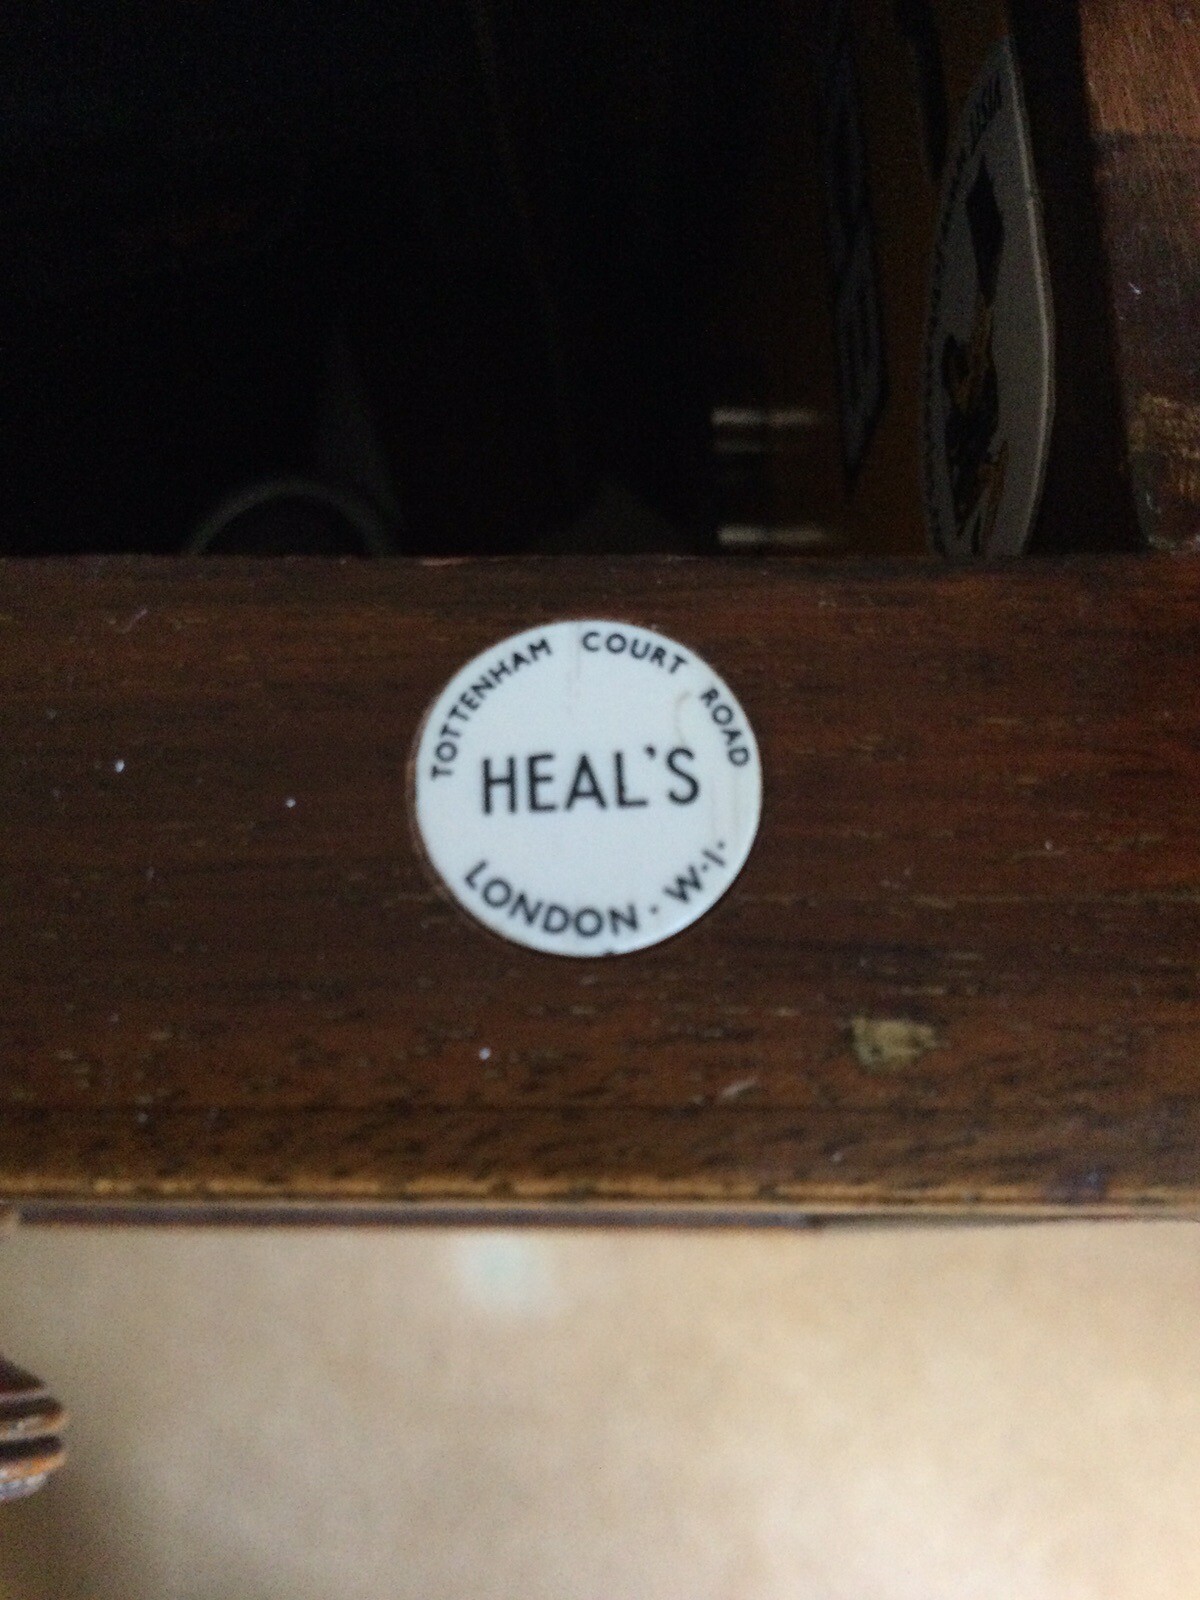 TOTTENHAM COURT ROAD
HEAL'S
LONDON · W·1·